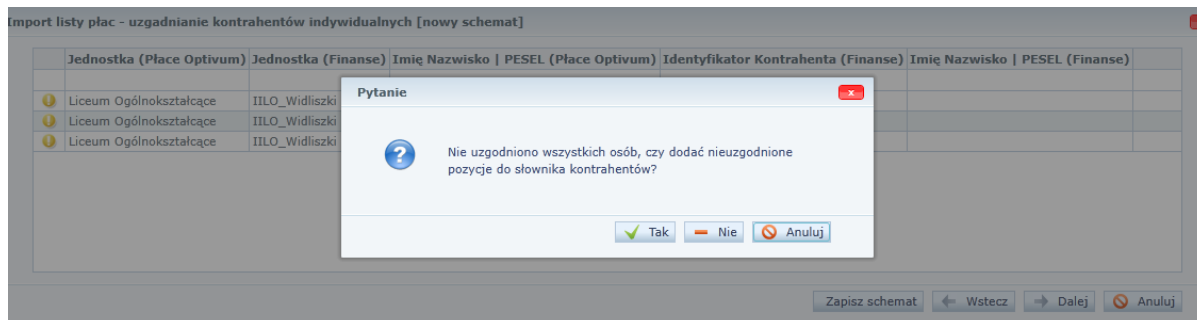 Import listy płac - uzgadnianie kontrahentów indywidualnych [nowy schemat]
Jednostka (Płace Optivum) Jednostka (Finanse) Imię Nazwisko | PESEL (Płace Optivum) Identyfikator Kontrahenta (Finanse) Imię Nazwisko | PESEL (Finanse)
Pytanie
x
Liceum Ogólnokształcące IILO_Widliszki
Liceum Ogólnokształcące IILO_Widliszki
Liceum Ogólnokształcące IILO_Widliszki
Nie uzgodniono wszystkich osób, czy dodać nieuzgodnione
pozycje do słownika kontrahentów?
Tak Nie Anuluj
Zapisz schemat Wstecz Dalej Anuluj